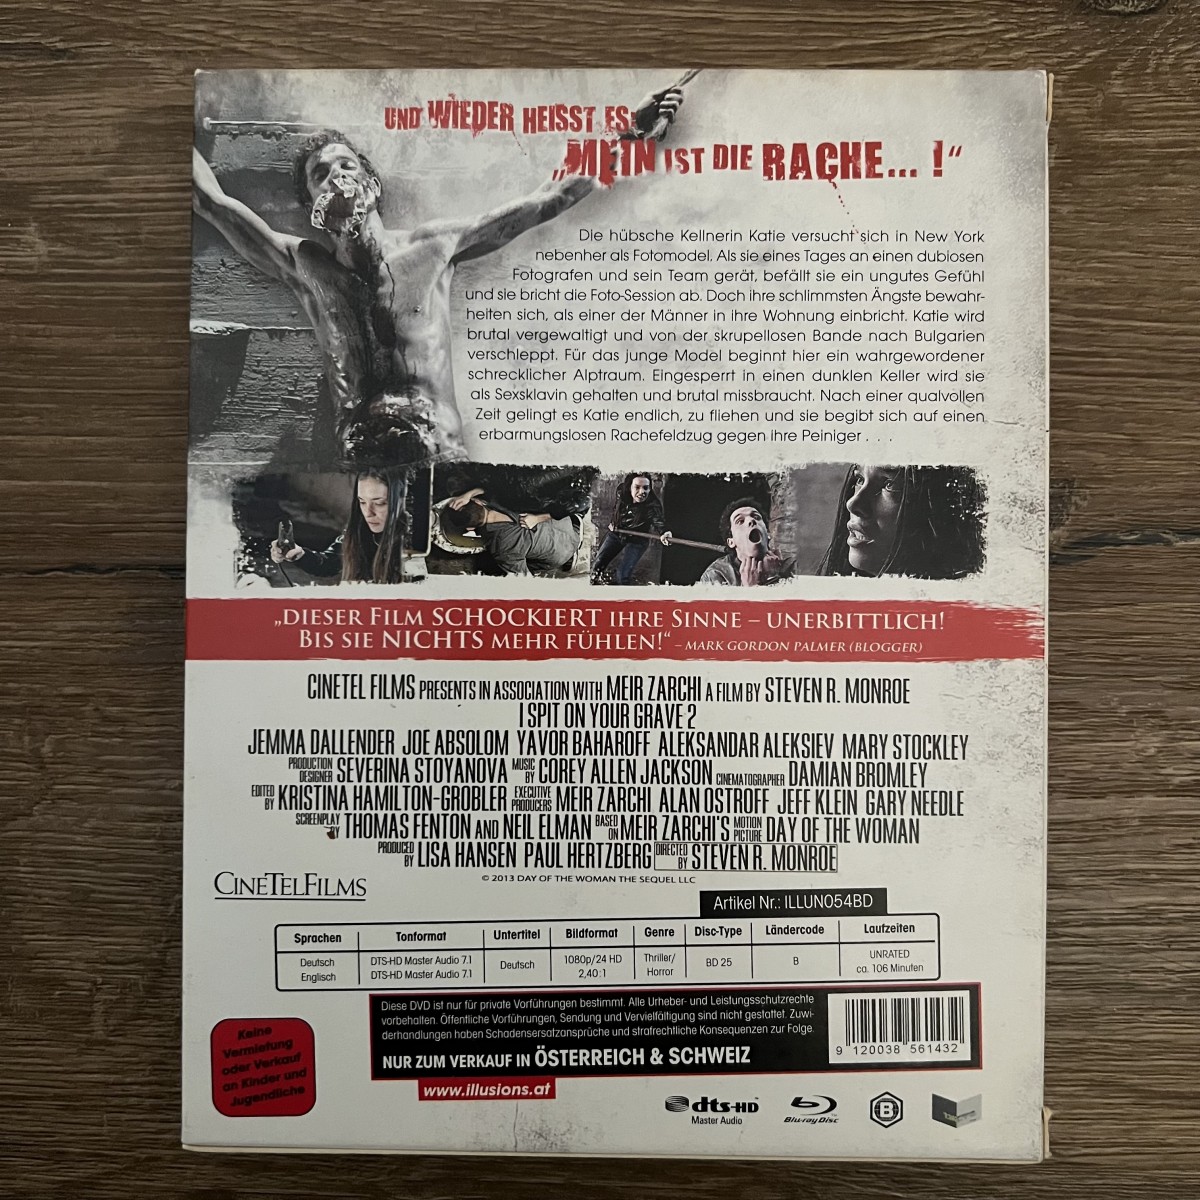 UND WIEDER HEISST ES:
„MEIN IST DIE RACHE... !“
Die hübsche Kellnerin Katie versucht sich in New York
nebenher als Fotomodel. Als sie eines Tages an einen dubiosen
Fotografen und sein Team gerät, befällt sie ein ungutes Gefühl
und sie bricht die Foto-Session ab. Doch ihre schlimmsten Ängste bewahr-
heiten sich, als einer der Männer in ihre Wohnung einbricht. Katie wird
brutal vergewaltigt und von der skrupellosen Bande nach Bulgarien
verschleppt. Für das junge Model beginnt hier ein wahrgewordener
schrecklicher Alptraum. Eingesperrt in einen dunklen Keller wird sie
als Sexsklavin gehalten und brutal missbraucht. Nach einer qualvollen
Zeit gelingt es Katie endlich, zu fliehen und sie begibt sich auf einen
erbarmungslosen Rachefeldzug gegen ihre Peiniger . . .
„DIESER FILM SCHOCKIERT IHRE SINNE – UNERBITTLICH!
BIS SIE NICHTS MEHR FÜHLEN!“ – MARK GORDON PALMER (BLOGGER)
CINETEL FILMS PRESENTS IN ASSOCIATION WITH MEIR ZARCHI A FILM BY STEVEN R. MONROE
I SPIT ON YOUR GRAVE 2
JEMMA DALLENDER JOE ABSOLOM YAVOR BAHAROFF ALEKSANDAR ALEKSIEV MARY STOCKLEY
PRODUCTION DESIGNER SEVERINA STOYANOVA MUSIC BY COREY ALLEN JACKSON CINEMATOGRAPHER DAMIAN BROMLEY
EDITED BY KRISTINA HAMILTON-GROBLER EXECUTIVE PRODUCERS MEIR ZARCHI ALAN OSTROFF JEFF KLEIN GARY NEEDLE
SCREENPLAY BY THOMAS FENTON AND NEIL ELMAN BASED ON MEIR ZARCHI'S MOTION PICTURE DAY OF THE WOMAN
PRODUCED BY LISA HANSEN PAUL HERTZBERG DIRECTED BY STEVEN R. MONROE
© 2013 DAY OF THE WOMAN THE SEQUEL LLC
CINETELFILMS
Artikel Nr.: ILLUN054BD
Sprachen Tonformat Untertitel Bildformat Genre Disc-Type Ländercode Laufzeiten
Deutsch DTS-HD Master Audio 7.1 Deutsch 1080p/24 HD Thriller/ BD 25 B UNRATED
Englisch DTS-HD Master Audio 7.1 2,40:1 Horror ca. 106 Minuten
Diese DVD ist nur für private Vorführungen bestimmt. Alle Urheber- und Leistungsschutzrechte
vorbehalten. Öffentliche Vorführungen, Sendung und Vervielfältigung sind nicht gestattet. Zuwi-
derhandlungen haben Schadensersatzansprüche und strafrechtliche Konsequenzen zur Folge.
NUR ZUM VERKAUF IN ÖSTERREICH & SCHWEIZ
9 120038 561432
Keine
Vermietung
oder Verkauf
an Kinder und
Jugendliche
www.illusions.at
dts-HD
Master Audio
Blu-ray Disc
B